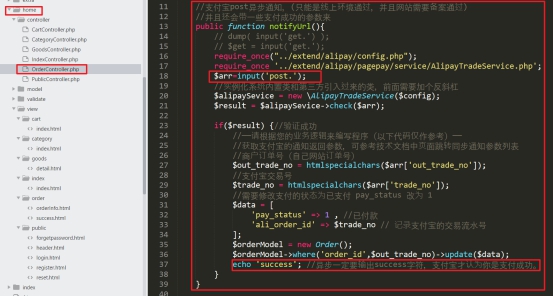 home
controller
CartController.php
CategoryController.php
GoodsController.php
IndexController.php
OrderController.php
PublicController.php
model
validate
view
cart
index.html
category
index.html
goods
detail.html
index
index.html
order
orderinfo.html
success.html
public
forgetpassword.html
header.html
login.html
register.html
reset.html
index
11 //支付宝post异步通知,(只能是线上环境通过,并且网站需要备案通过)
12 //并且还会带一些支付成功的参数来
13 public function notifyUrl(){
14 // dump( input('get.') );
15 // $get = input('get.');
16 require_once("../extend/alipay/config.php");
17 require_once '../extend/alipay/pagepay/service/AlipayTradeService.php';
18 $arr=input('post.');
19 //实例化系统内置类和第三方引入过来的类,前面需要加个反斜杠
20 $alipaySevice = new \AlipayTradeService($config);
21 $result = $alipaySevice->check($arr);
22
23 if($result) {//验证成功
24 //——请根据您的业务逻辑来编写程序(以下代码仅作参考)——
25 //获取支付宝的通知返回参数,可参考技术文档中页面跳转同步通知参数列表
26 //商户订单号(自己网站订单号)
27 $out_trade_no = htmlspecialchars($arr['out_trade_no']);
28 //支付宝交易号
29 $trade_no = htmlspecialchars($arr['trade_no']);
30 //需要修改支付的状态为已支付 pay_status 改为 1
31 $data = [
32 'pay_status' => 1 , //已付款
33 'ali_order_id' => $trade_no // 记录支付宝的交易流水号
34 ];
35 $orderModel = new Order();
36 $orderModel->where('order_id',$out_trade_no)->update($data);
37 echo 'success'; //异步一定要输出success字符,支付宝才认为你是支付成功。
38 }
39 }